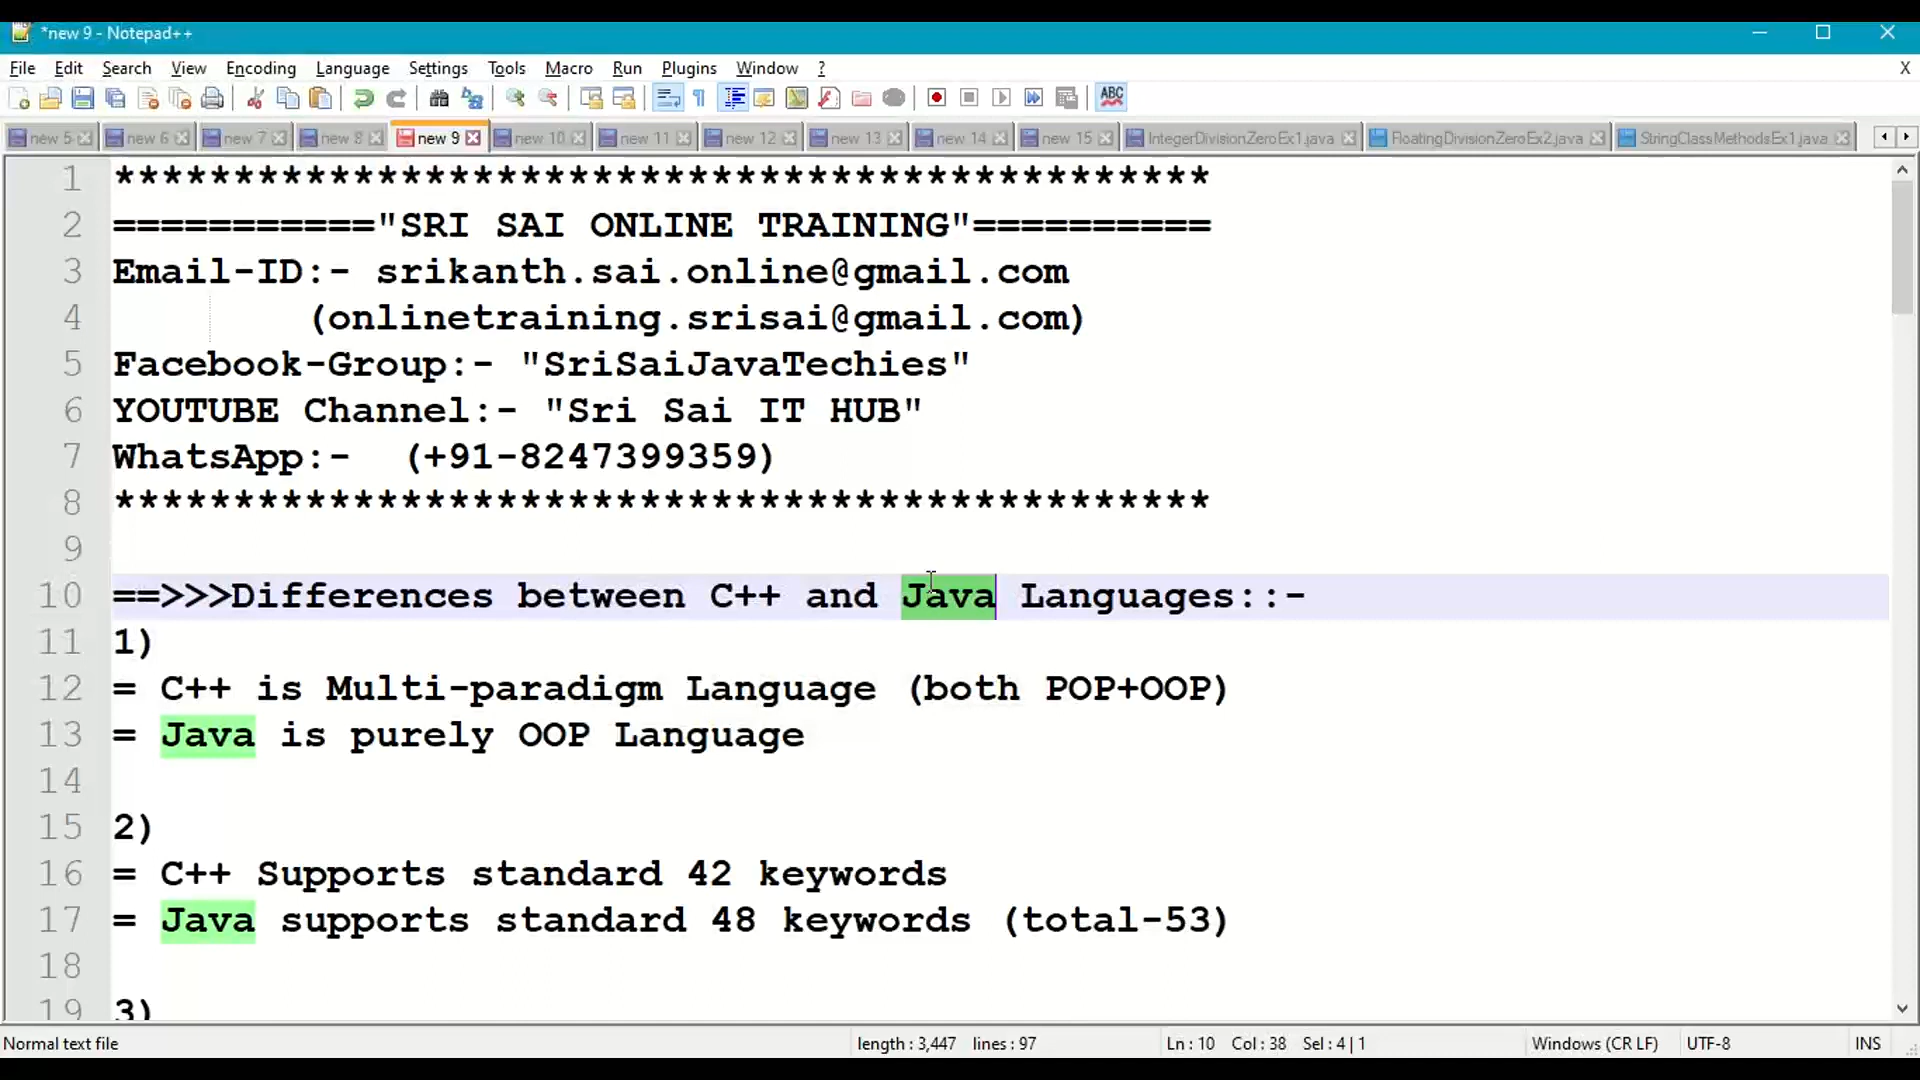 *new 9 - Notepad++
File Edit Search View Encoding Language Settings Tools Macro Run Plugins Window ? X
ABC
new 5 new 6 new 7 new 8 new 9 new 10 new 11 new 12 new 13 new 14 new 15 IntegerDivisionZeroEx1.java FloatingDivisionZeroEx2.java StringClassMethodsEx1.java
1 **********************************************
2 ==========="SRI SAI ONLINE TRAINING"==========
3 Email-ID:- srikanth.sai.online@gmail.com
4 (onlinetraining.srisai@gmail.com)
5 Facebook-Group:- "SriSaiJavaTechies"
6 YOUTUBE Channel:- "Sri Sai IT HUB"
7 WhatsApp:- (+91-8247399359)
8 **********************************************
9
10 ==>>>Differences between C++ and Java Languages::-
11 1)
12 = C++ is Multi-paradigm Language (both POP+OOP)
13 = Java is purely OOP Language
14
15 2)
16 = C++ Supports standard 42 keywords
17 = Java supports standard 48 keywords (total-53)
18
19 3)
Normal text file length : 3,447 lines : 97 Ln : 10 Col : 38 Sel : 4 | 1 Windows (CR LF) UTF-8 INS